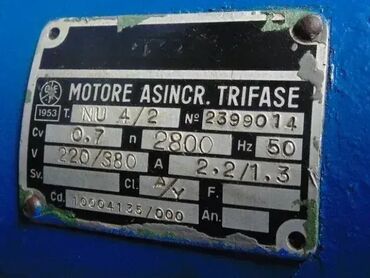 1953
MOTORE ASINCR. TRIFASE
T. NU 4/2 Nº 2399014
Cv 0.7 n 2800 Hz 50
V 220/380 A 2.2/1.3
Sv. Cl. F.
Cd. 10004135/000 An.